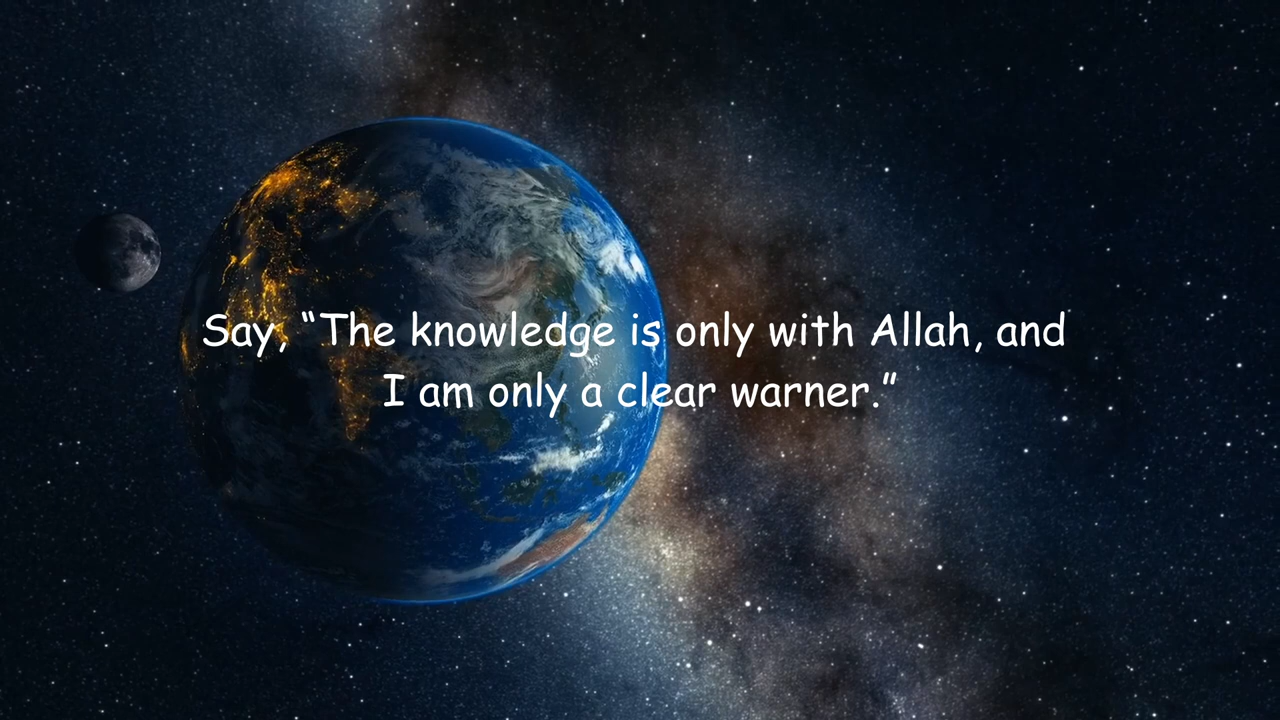 Say, “The knowledge is only with Allah, and
I am only a clear warner.”